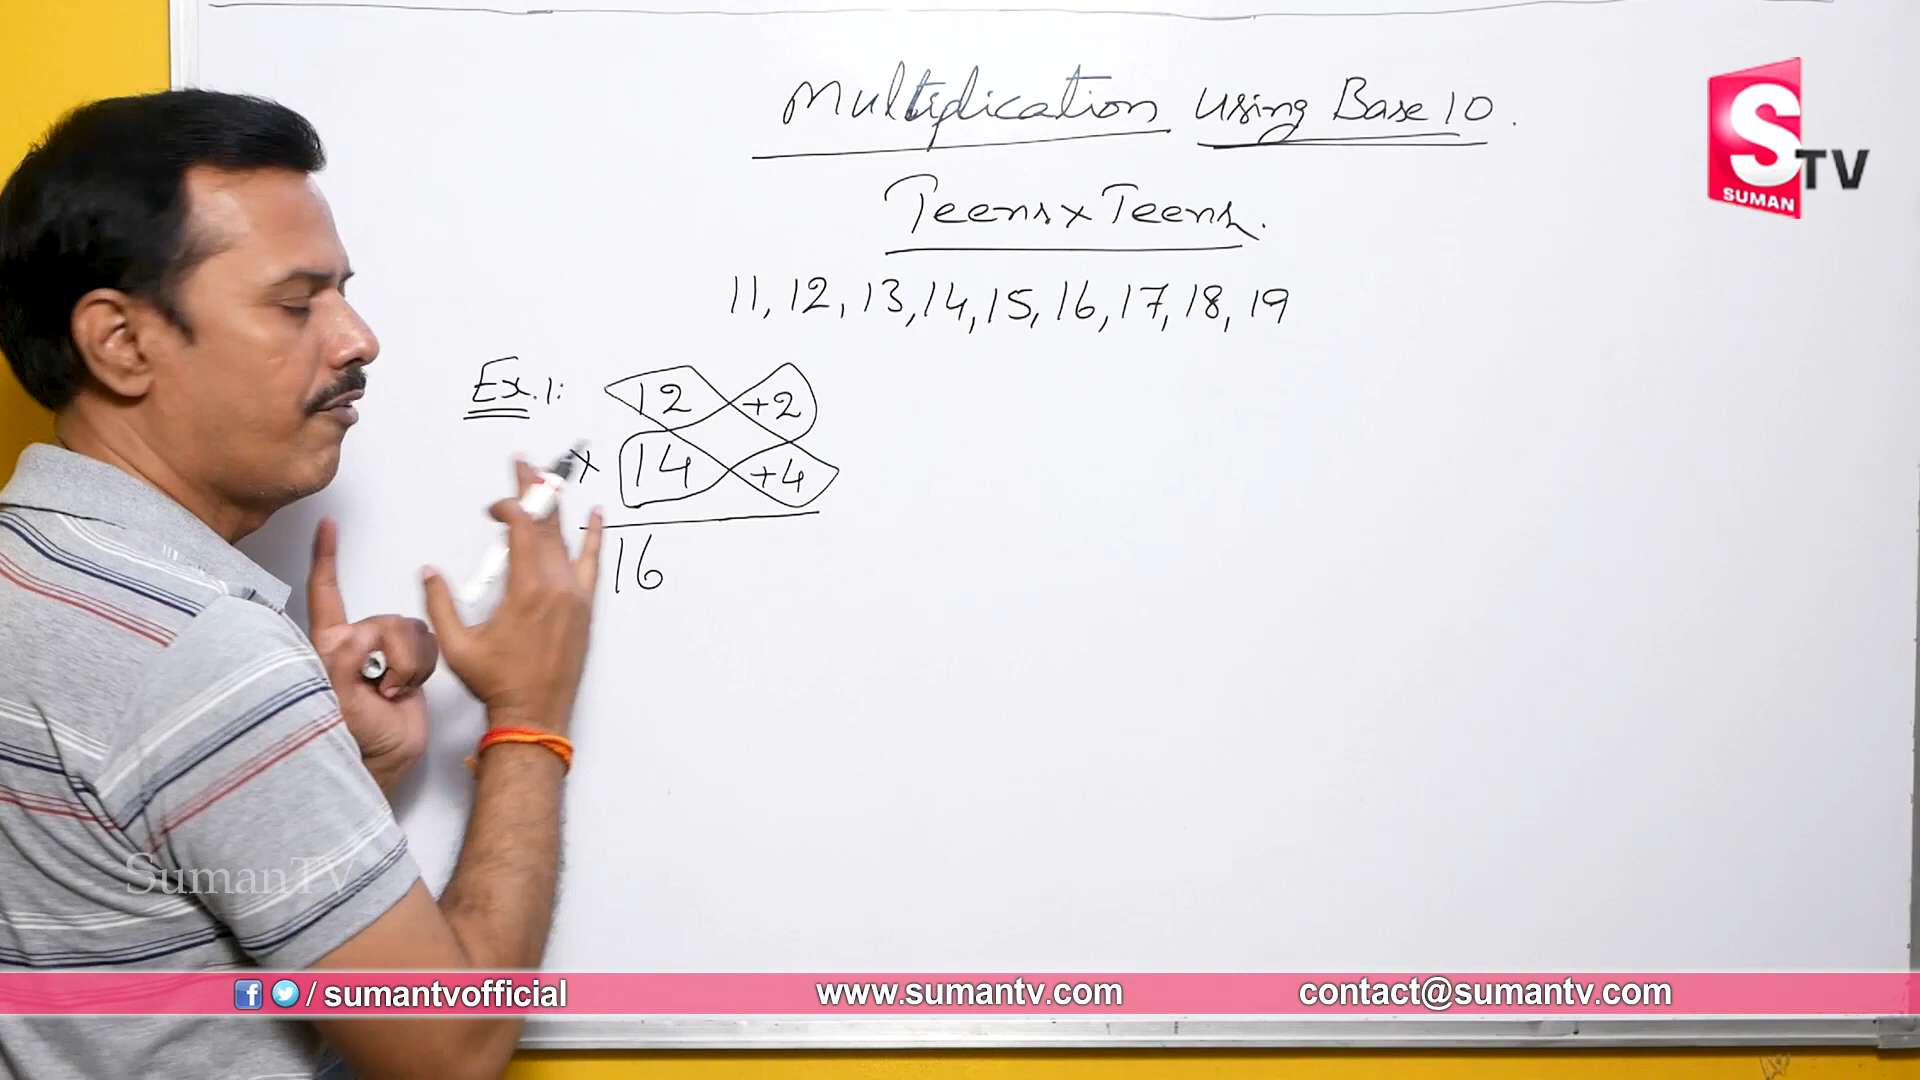 Multiplication Using Base 10.
Teens x Teens.
11, 12, 13, 14, 15, 16, 17, 18, 19
Ex.1: 12 +2
x 14 +4
16
S TV
SUMAN
SumanTV
/ sumantvofficial www.sumantv.com contact@sumantv.com